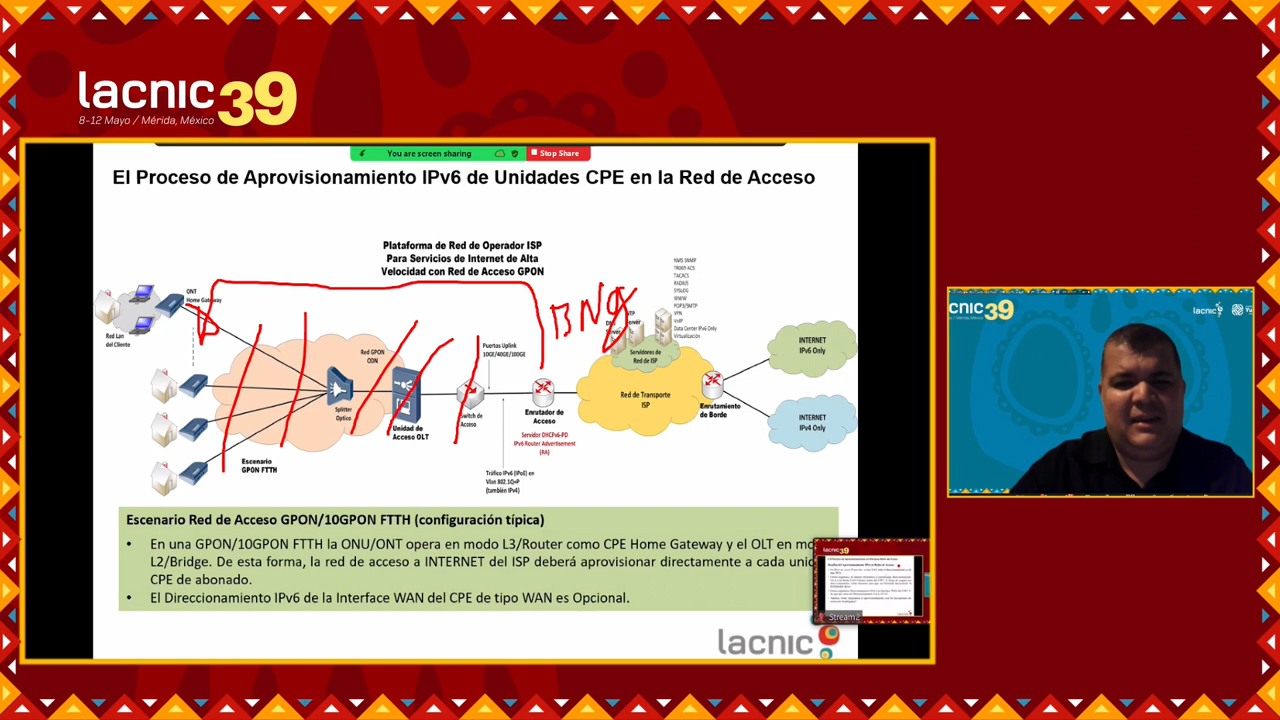 lacnic 39
8-12 Mayo / Mérida, México
You are screen sharing
Stop Share
El Proceso de Aprovisionamiento IPv6 de Unidades CPE en la Red de Acceso
Plataforma de Red de Operador ISP
Para Servicios de Internet de Alta
Velocidad con Red de Acceso GPON
NMS SNMP
TR069 ACS
TACACS
RADIUS
SYSLOG
WWW
POP3/SMTP
VPN
VoIP
Data Center IPv6 Only
Virtualización
ONT
Home Gateway
BNG
Red Lan
del Cliente
Red GPON
ODN
Puertos Uplink
10GE/40GE/100GE
Servidores de
Red de ISP
INTERNET
IPv6 Only
Splitter
Optico
Unidad de
Acceso OLT
Switch de
Acceso
Enrutador de
Acceso
Red de Transporte
ISP
Enrutamiento
de Borde
INTERNET
IPv4 Only
Servidor DHCPv6-PD
IPv6 Router Advertisement
(RA)
Escenario
GPON FTTH
Tráfico IPv6 (IPoE) en
Vlan 802.1QinP
(también IPv4)
Escenario Red de Acceso GPON/10GPON FTTH (configuración típica)
• En una GPON/10GPON FTTH la ONU/ONT opera en modo L3/Router como CPE Home Gateway y el OLT en mo
L2/Bridge. De esta forma, la red de acceso a INTERNET del ISP deberá aprovisionar directamente a cada unic
CPE de abonado.
miento IPv6 a la Interface WAN del CPE de tipo WAN es Opcional.
lacnic
cnic39
lacnic
lacnic39
Stream2